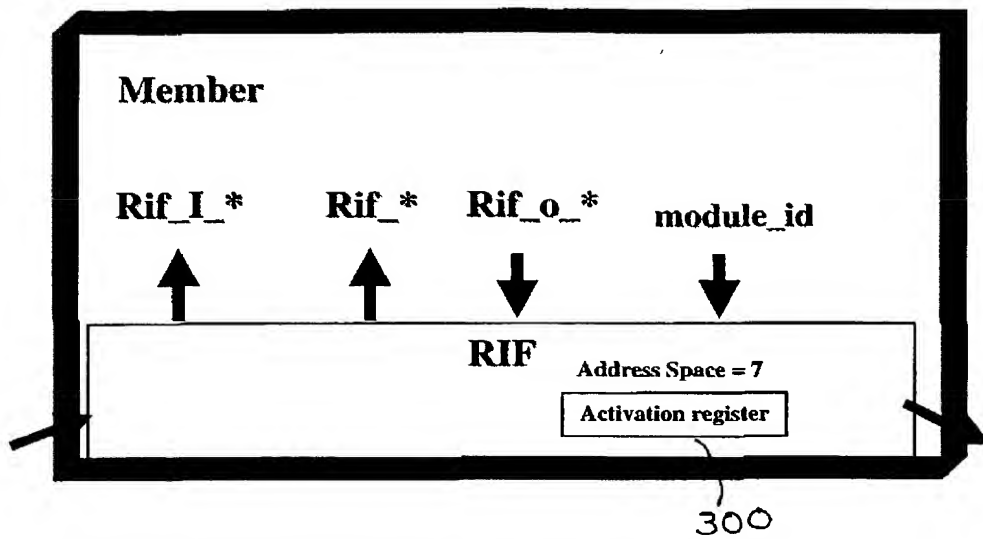 Member
Rif_I_* Rif_* Rif_o_* module_id
RIF
Address Space = 7
Activation register
300